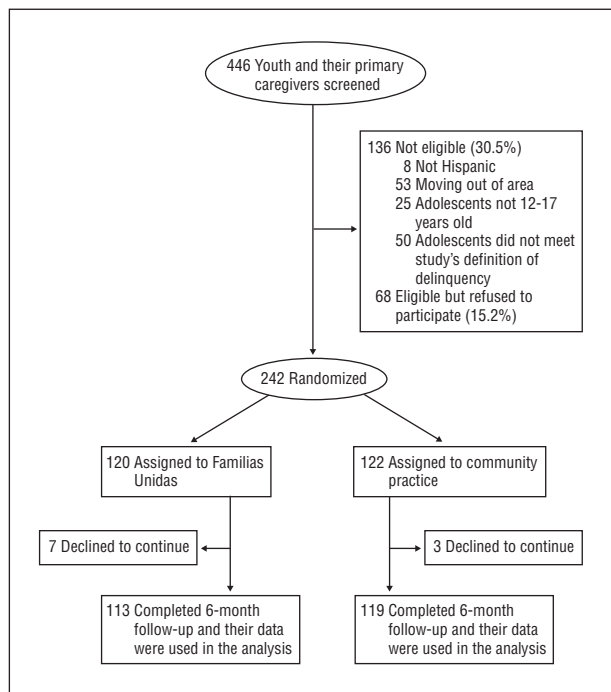 446 Youth and their primary
caregivers screened
136 Not eligible (30.5%)
8 Not Hispanic
53 Moving out of area
25 Adolescents not 12-17
years old
50 Adolescents did not meet
study's definition of
delinquency
68 Eligible but refused to
participate (15.2%)
242 Randomized
120 Assigned to Familias
Unidas
122 Assigned to community
practice
7 Declined to continue
3 Declined to continue
113 Completed 6-month
follow-up and their data
were used in the analysis
119 Completed 6-month
follow-up and their data
were used in the analysis